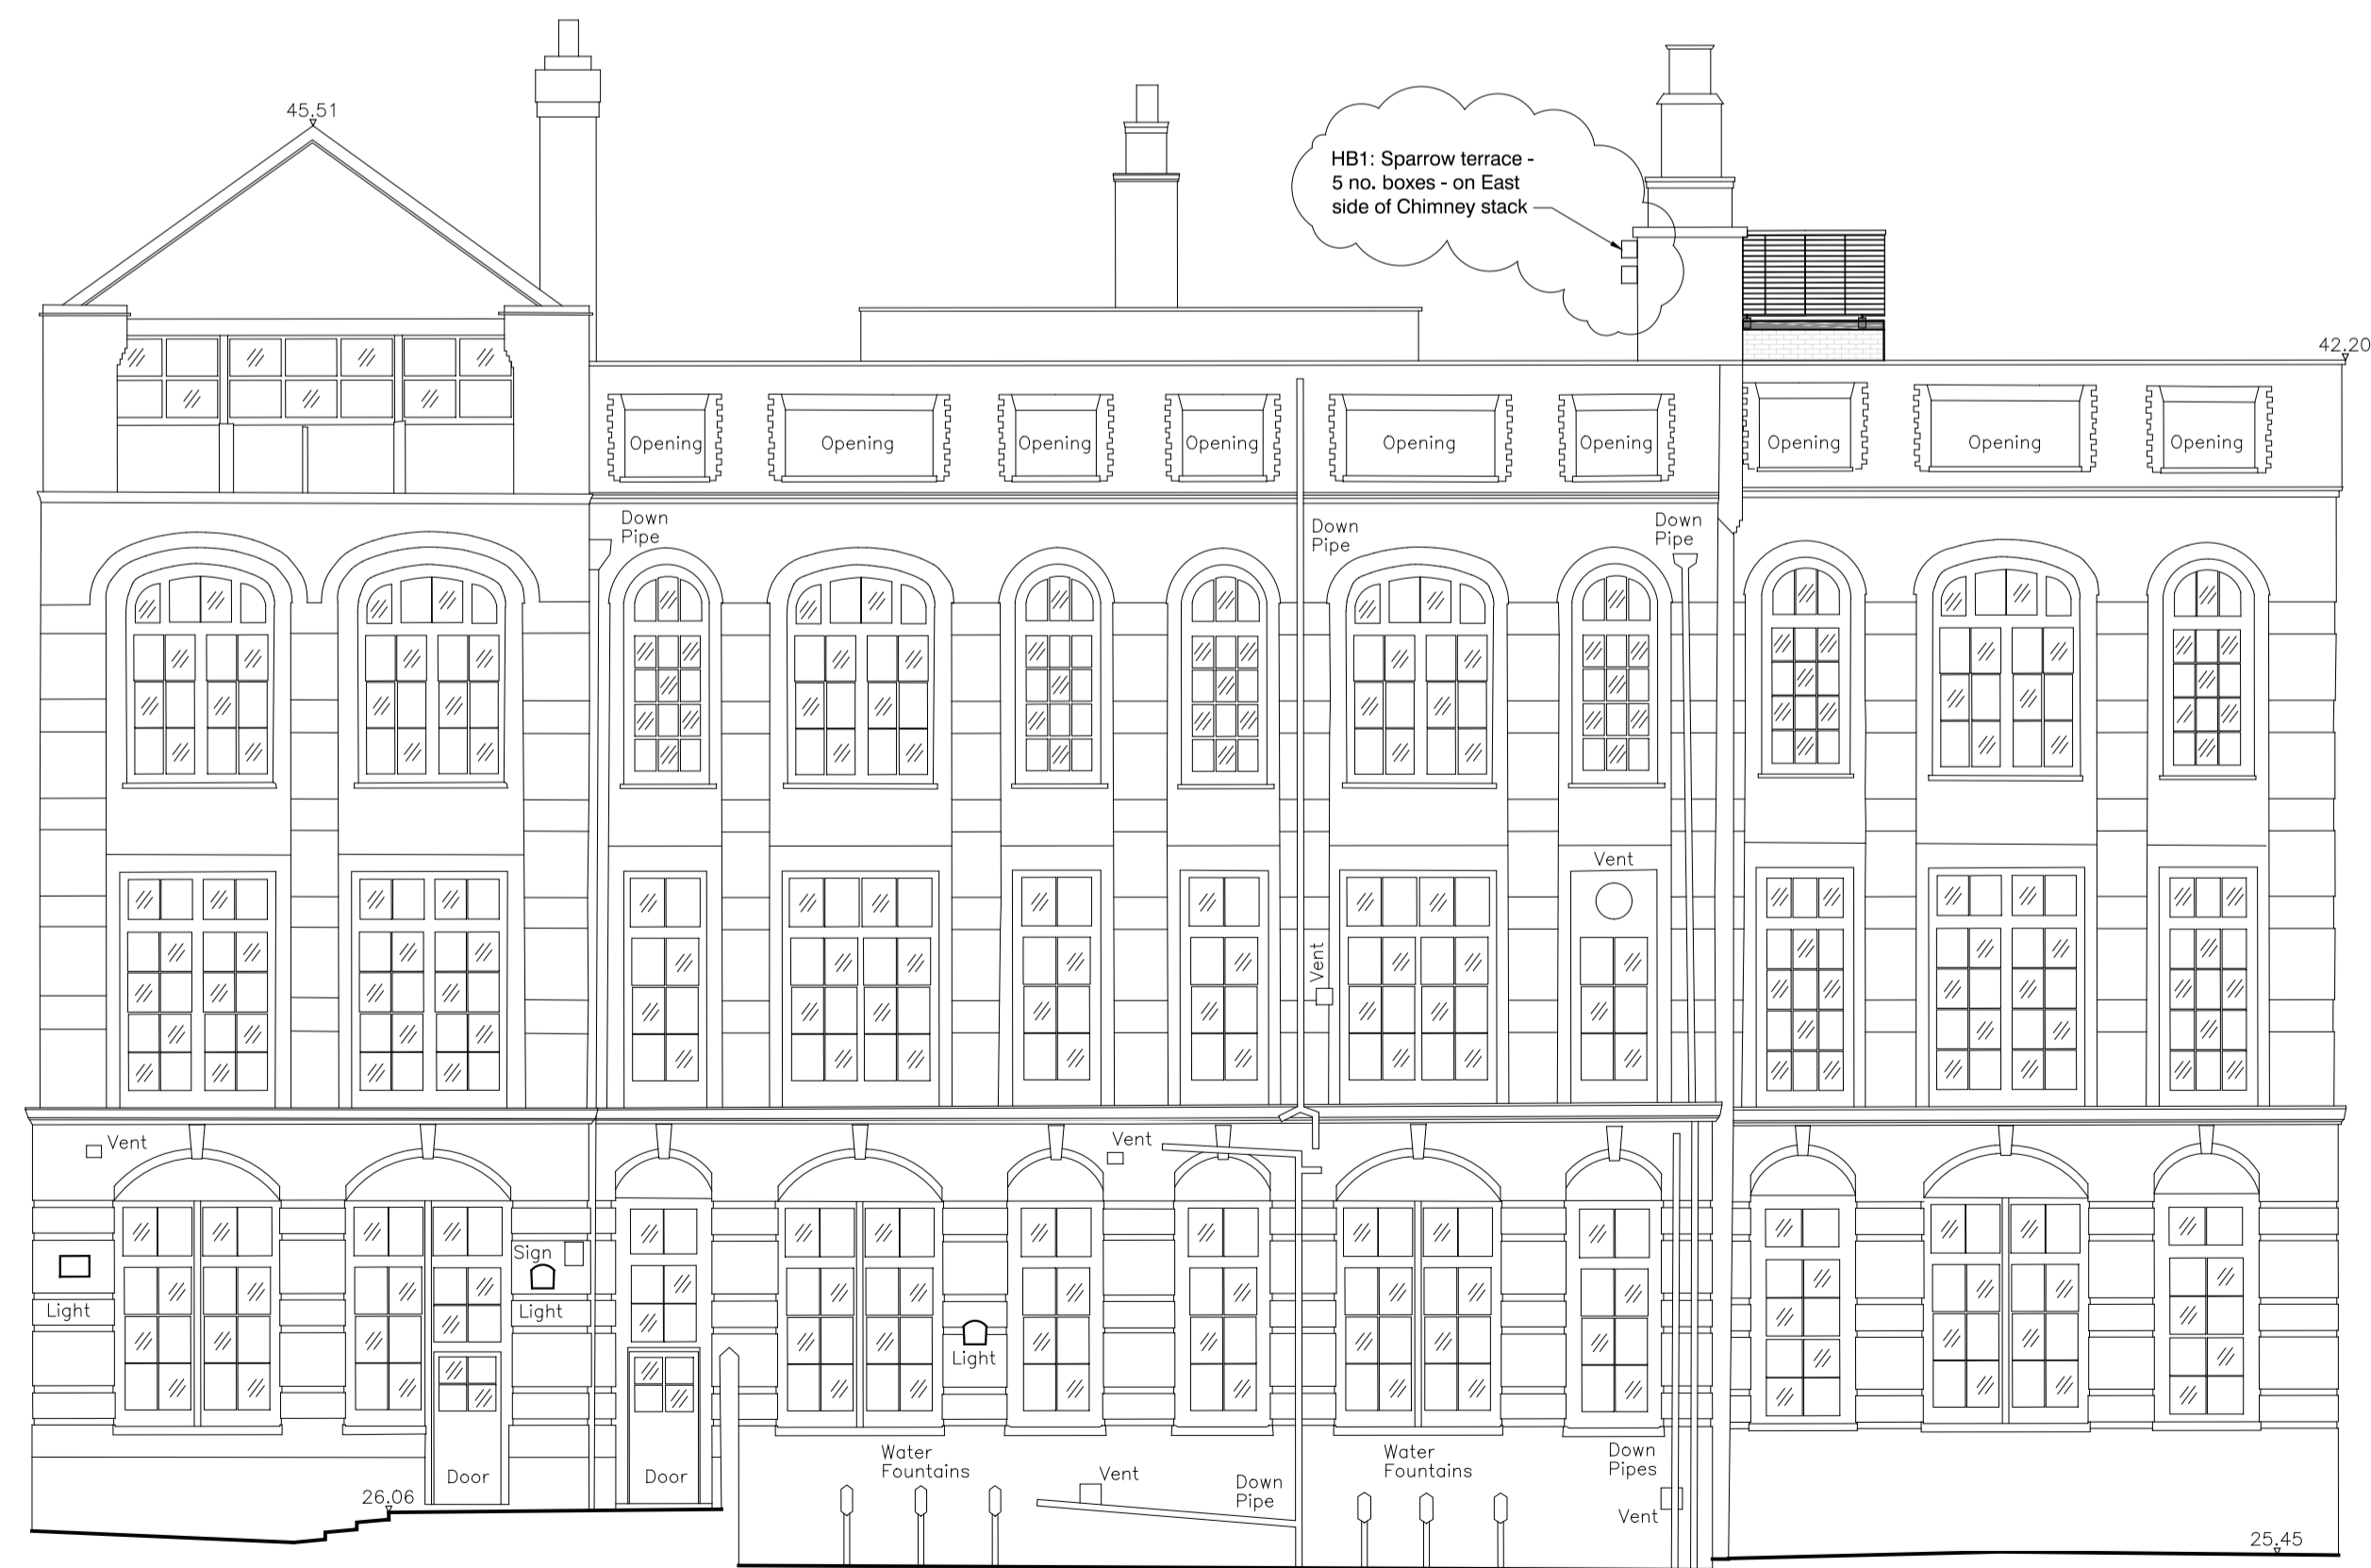 45.51
HB1: Sparrow terrace -
5 no. boxes - on East
side of Chimney stack
42.20
Opening
Opening
Opening
Opening
Opening
Opening
Opening
Opening
Opening
Down
Pipe
Down
Pipe
Down
Pipe
Vent
Vent
Vent
Vent
Sign
Light
Light
Light
Water
Fountains
Water
Fountains
Down
Pipes
Door
Door
Vent
Down
Pipe
26.06
Vent
25.45